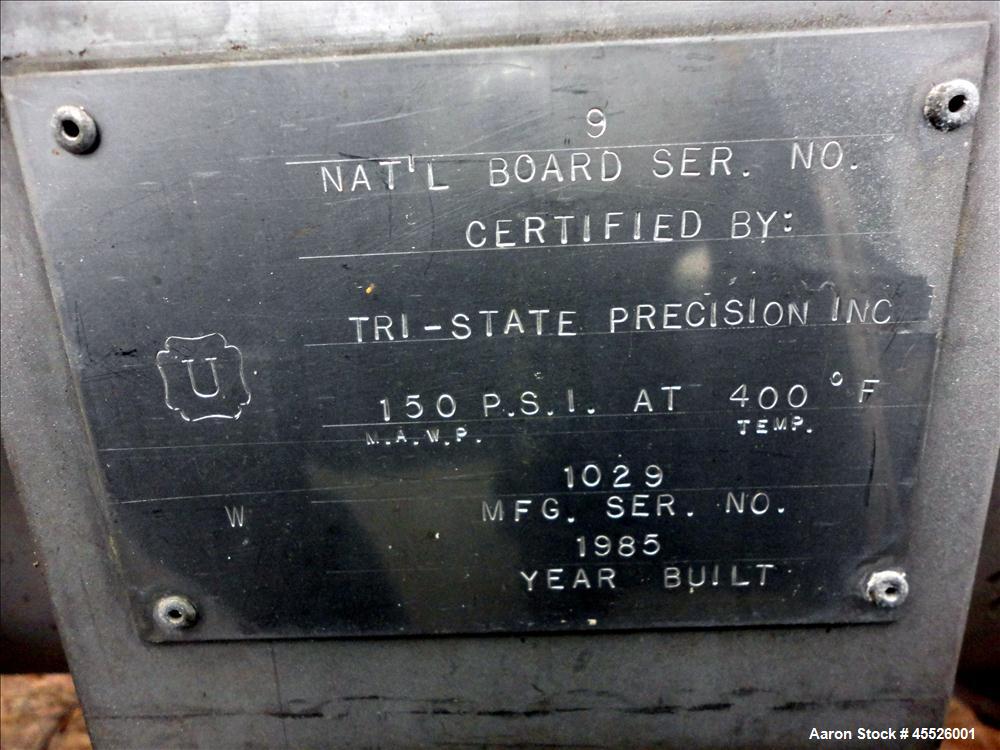 9
NAT'L BOARD SER. NO.
CERTIFIED BY:
TRI-STATE PRECISION INC
U
150 P.S.I. AT 400 °F
M.A.W.P. TEMP.
1029
W MFG. SER. NO.
1985
YEAR BUILT
Aaron Stock # 45526001